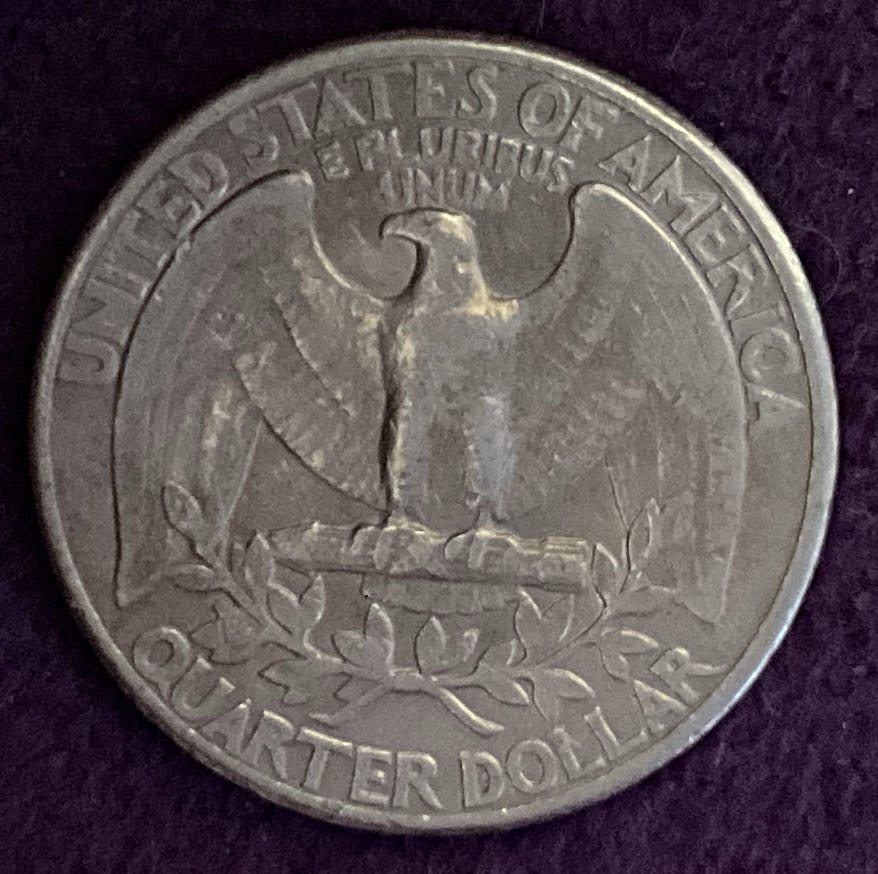 UNITED STATES OF AMERICA
E PLURIBUS
UNUM
QUARTER DOLLAR